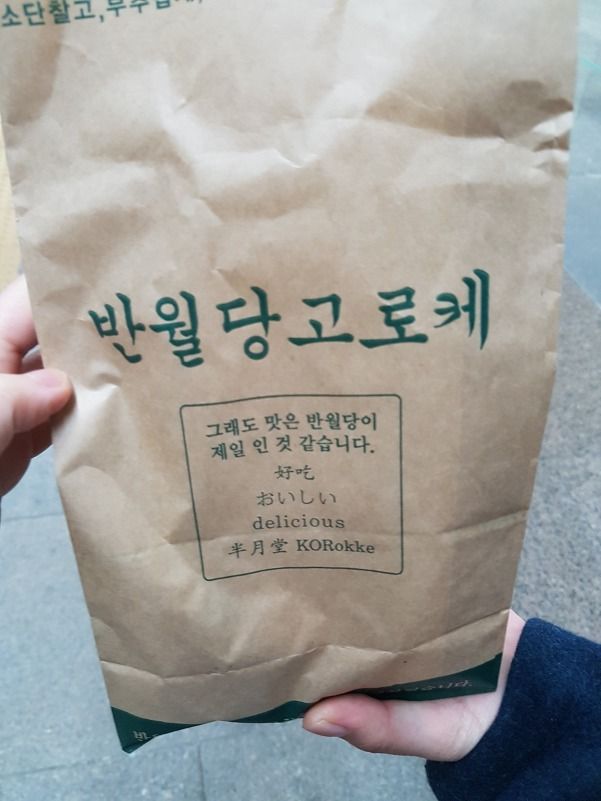 반월당고로케
그래도 맛은 반월당이
제일 인 것 같습니다.
好吃
おいしい
delicious
半月堂 KORokke